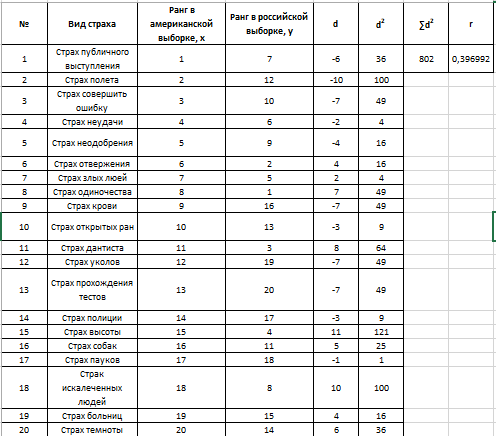 № Вид страха Ранг в американской выборке, x Ранг в российской выборке, y d d² ∑d² r
1 Страх публичного выступления 1 7 -6 36 802 0,396992
2 Страх полета 2 12 -10 100
3 Страх совершить ошибку 3 10 -7 49
4 Страх неудачи 4 6 -2 4
5 Страх неодобрения 5 9 -4 16
6 Страх отвержения 6 2 4 16
7 Страх злых люей 7 5 2 4
8 Страх одиночества 8 1 7 49
9 Страх крови 9 16 -7 49
10 Страх открытых ран 10 13 -3 9
11 Страх дантиста 11 3 8 64
12 Страх уколов 12 19 -7 49
13 Страх прохождения тестов 13 20 -7 49
14 Страх полиции 14 17 -3 9
15 Страх высоты 15 4 11 121
16 Страх собак 16 11 5 25
17 Страх пауков 17 18 -1 1
18 Страк искалеченных людей 18 8 10 100
19 Страх больниц 19 15 4 16
20 Страх темноты 20 14 6 36